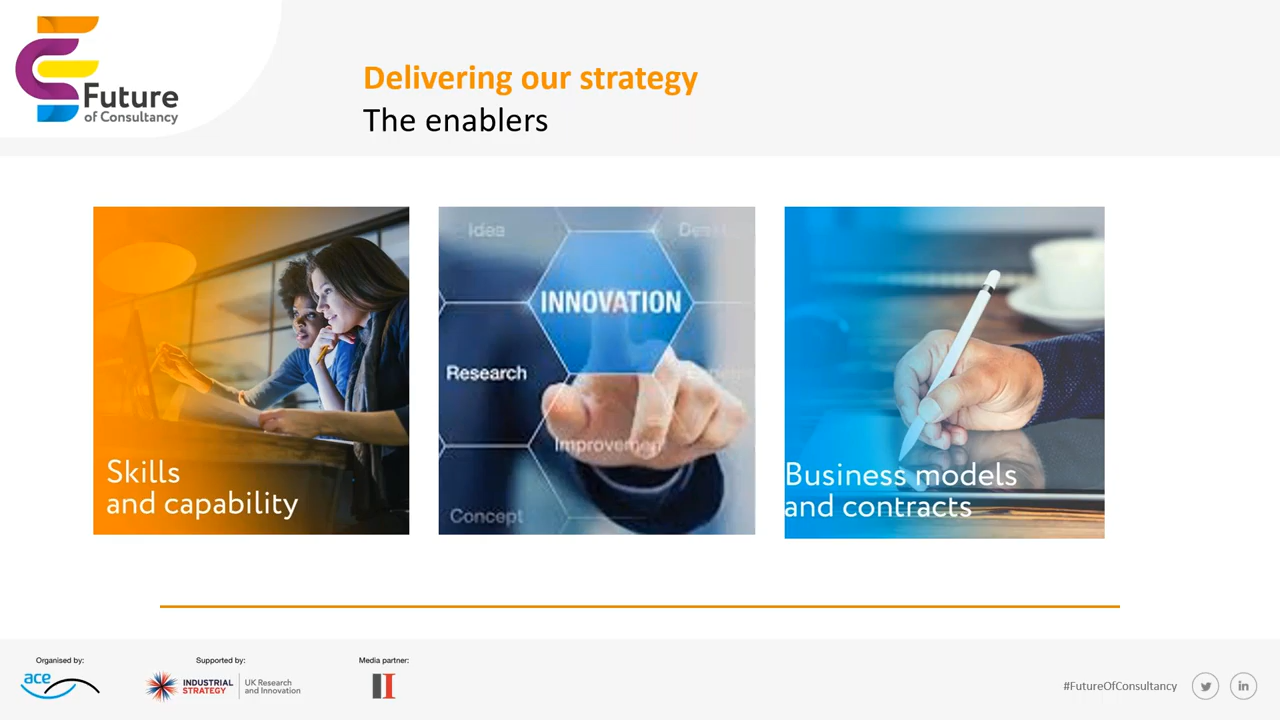 Future
of Consultancy
Delivering our strategy
The enablers
Skills
and capability
Idea
INNOVATION
Research
Improvement
Concept
Business models
and contracts
Organised by:
ace
Supported by:
INDUSTRIAL
STRATEGY
UK Research
and Innovation
Media partner:
#FutureOfConsultancy
in